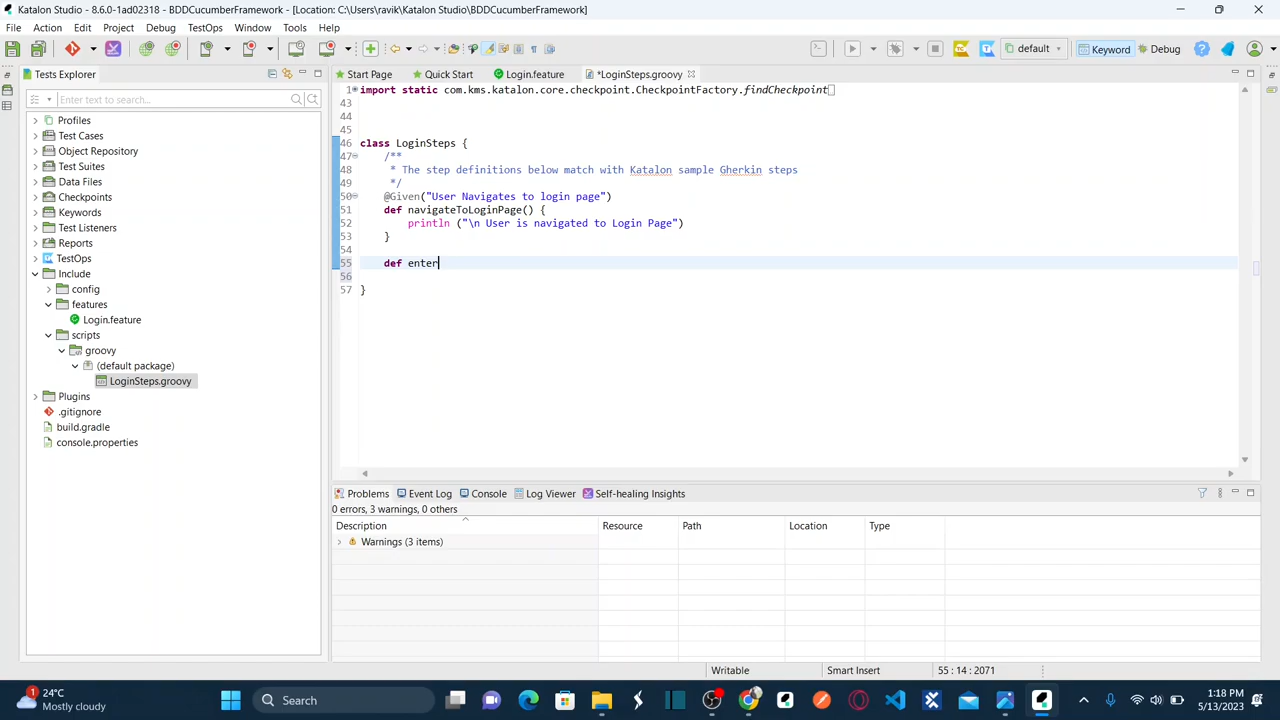 Katalon Studio - 8.6.0-1ad02318 - BDDCucumberFramework - [Location: C:\Users\ravik\Katalon Studio\BDDCucumberFramework]
File Action Edit Project Debug TestOps Window Tools Help
default Keyword Debug
Tests Explorer
Enter text to search...
Profiles
Test Cases
Object Repository
Test Suites
Data Files
Checkpoints
Keywords
Test Listeners
Reports
TestOps
Include
config
features
Login.feature
scripts
groovy
(default package)
LoginSteps.groovy
Plugins
.gitignore
build.gradle
console.properties
Start Page Quick Start Login.feature *LoginSteps.groovy
1 import static com.kms.katalon.core.checkpoint.CheckpointFactory.findCheckpoint
43
44
45
46 class LoginSteps {
47 /**
48 * The step definitions below match with Katalon sample Gherkin steps
49 */
50 @Given("User Navigates to login page")
51 def navigateToLoginPage() {
52 println ("\n User is navigated to Login Page")
53 }
54
55 def enter
56
57 }
Problems Event Log Console Log Viewer Self-healing Insights
0 errors, 3 warnings, 0 others
Description Resource Path Location Type
Warnings (3 items)
Writable Smart Insert 55 : 14 : 2071
1 24°C
Mostly cloudy
Search
1:18 PM
5/13/2023